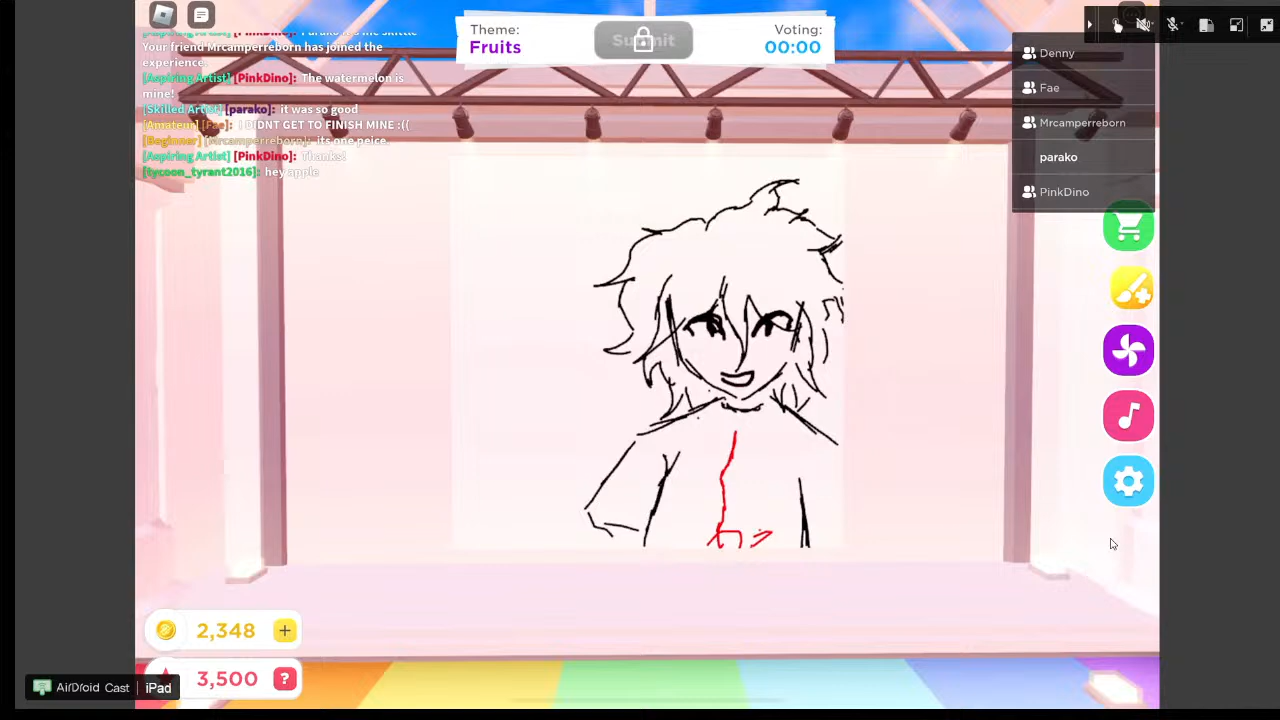 Theme:
Fruits
Submit
Voting:
00:00
Your friend Mrcamperreborn has joined the
experience.
[Aspiring Artist] [PinkDino]: The watermelon is
mine!
[Skilled Artist] [parako]: it was so good
[Amateur] [Fae]: I DIDNT GET TO FINISH MINE :((
[Beginner] [Mrcamperreborn]: its one peice.
[Aspiring Artist] [PinkDino]: Thanks!
[tycoon_tyrant2016]: hey apple
Denny
Fae
Mrcamperreborn
parako
PinkDino
2,348
+
3,500
?
AirDroid Cast | iPad